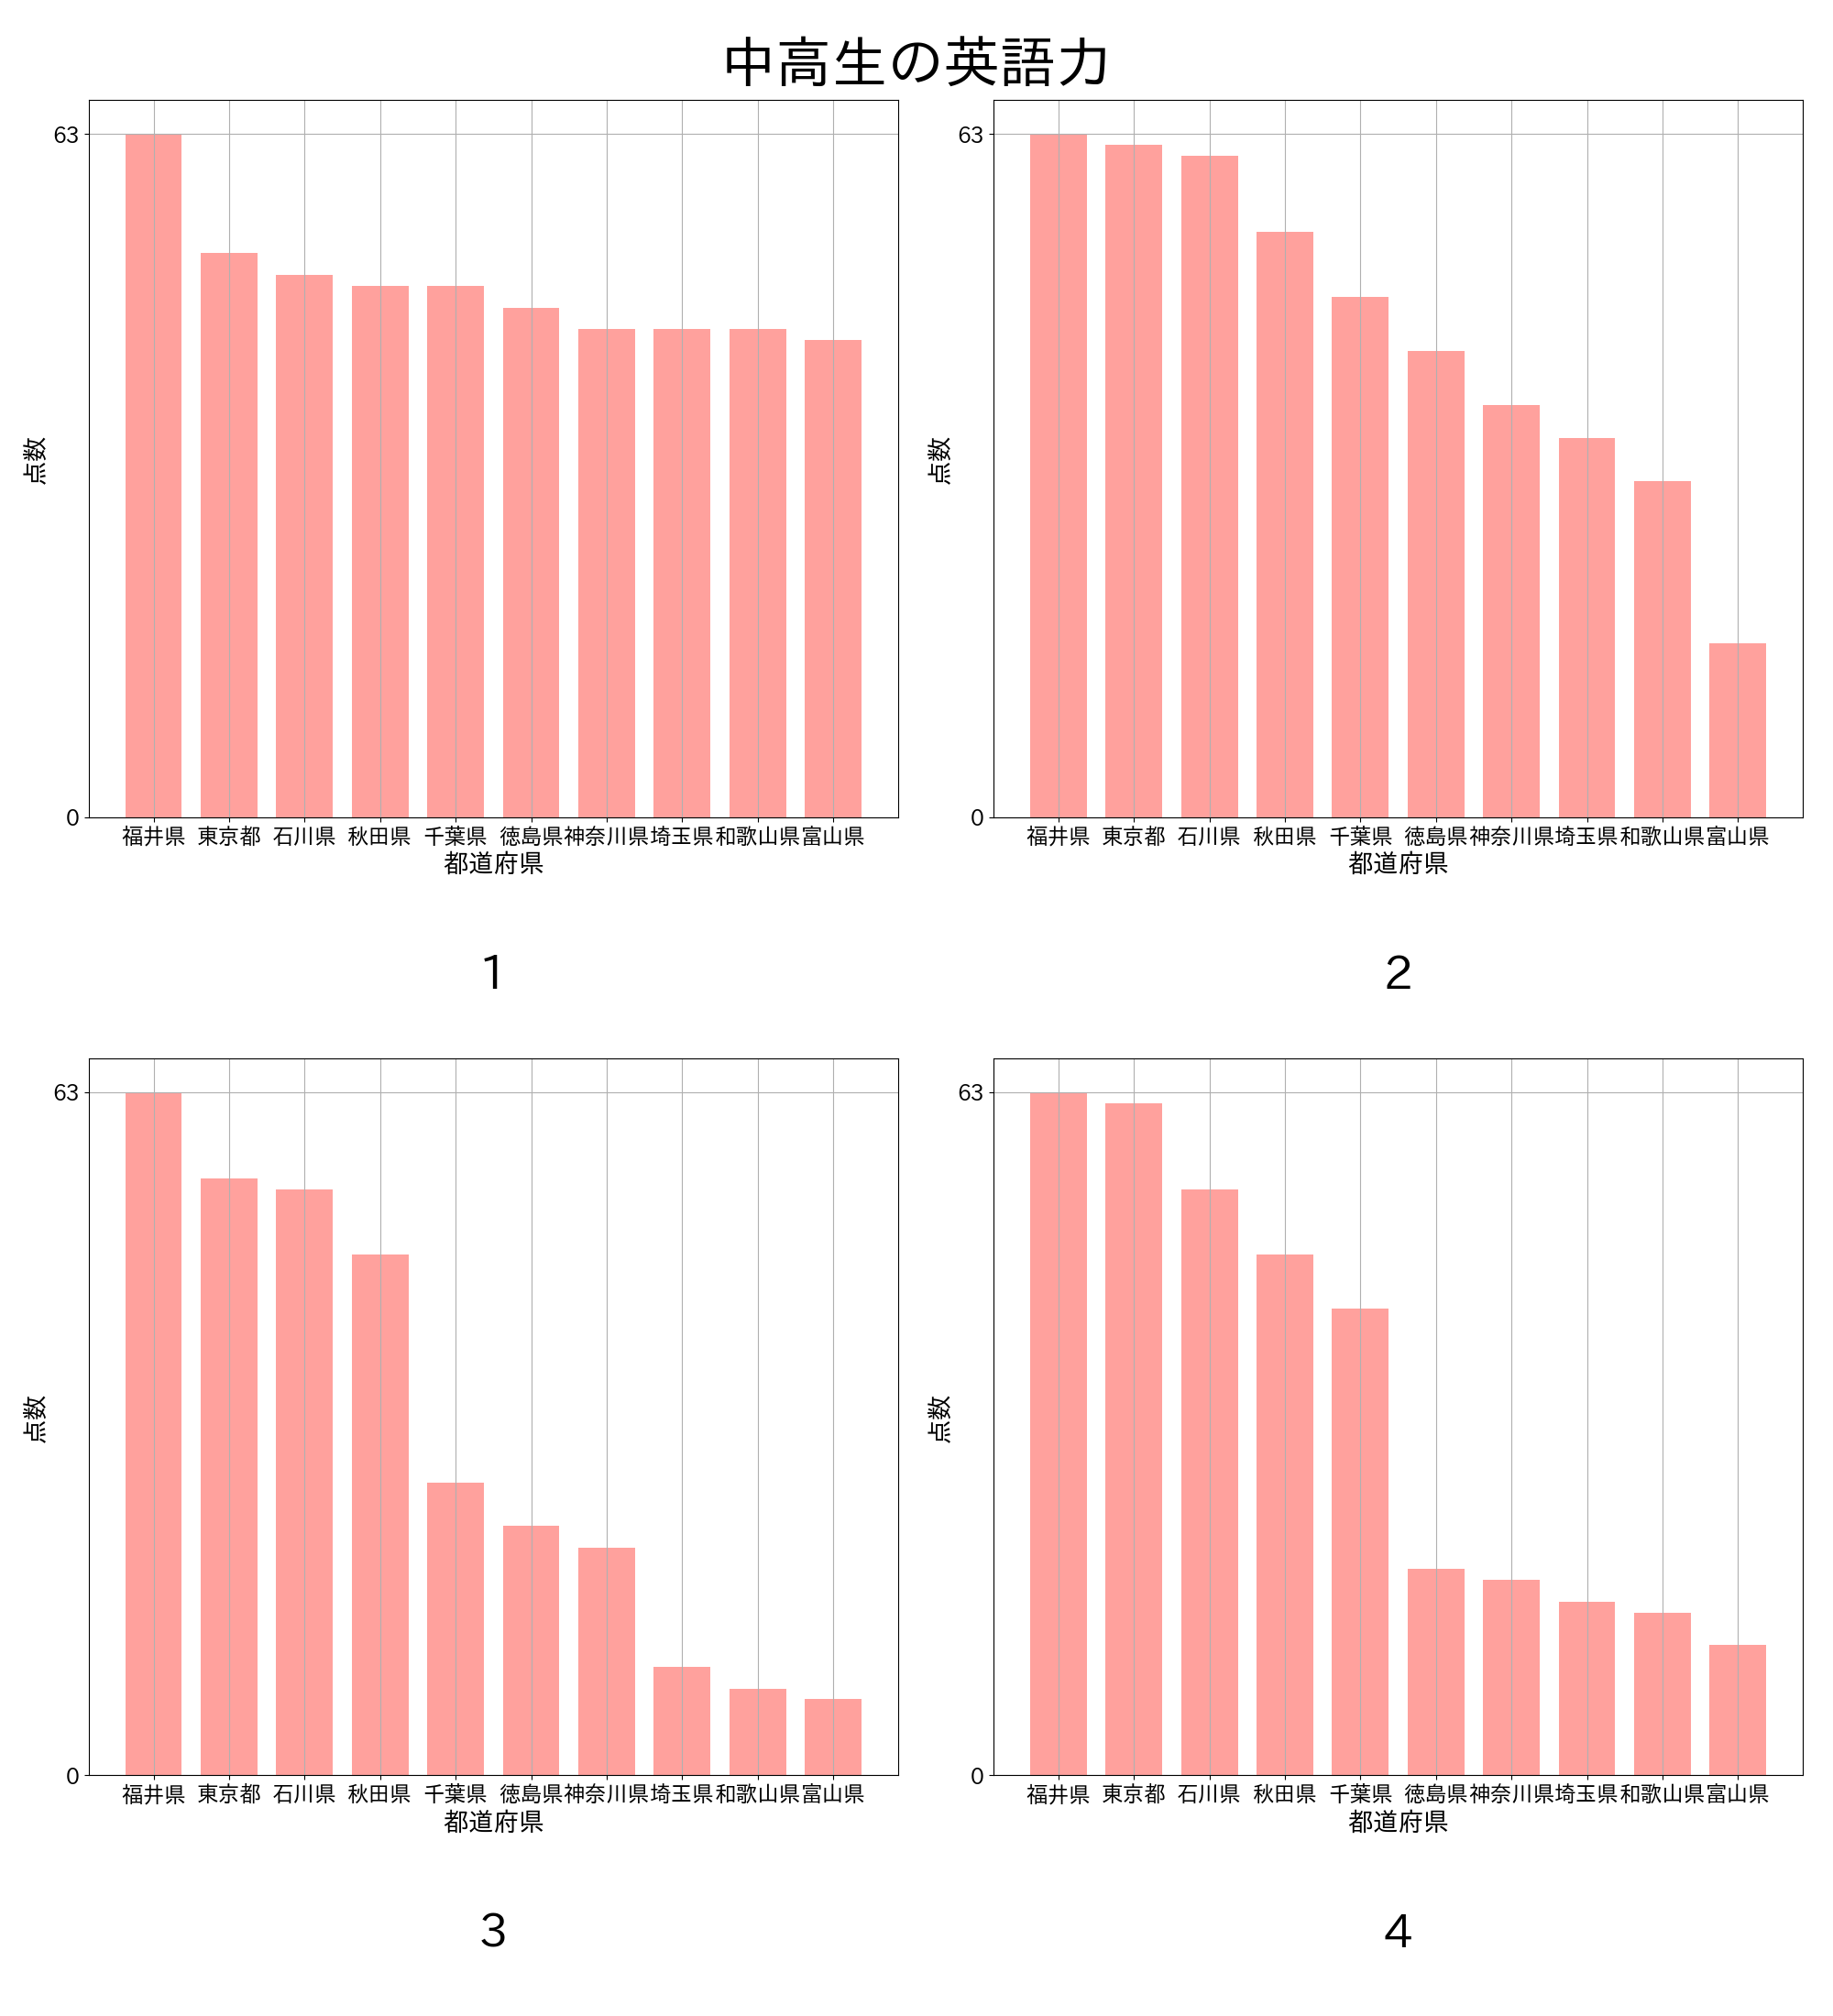 中高生の英語力
63
点数
0
福井県 東京都 石川県 秋田県 千葉県 徳島県 神奈川県 埼玉県 和歌山県 富山県
都道府県
1
63
点数
0
福井県 東京都 石川県 秋田県 千葉県 徳島県 神奈川県 埼玉県 和歌山県 富山県
都道府県
2
63
点数
0
福井県 東京都 石川県 秋田県 千葉県 徳島県 神奈川県 埼玉県 和歌山県 富山県
都道府県
3
63
点数
0
福井県 東京都 石川県 秋田県 千葉県 徳島県 神奈川県 埼玉県 和歌山県 富山県
都道府県
4